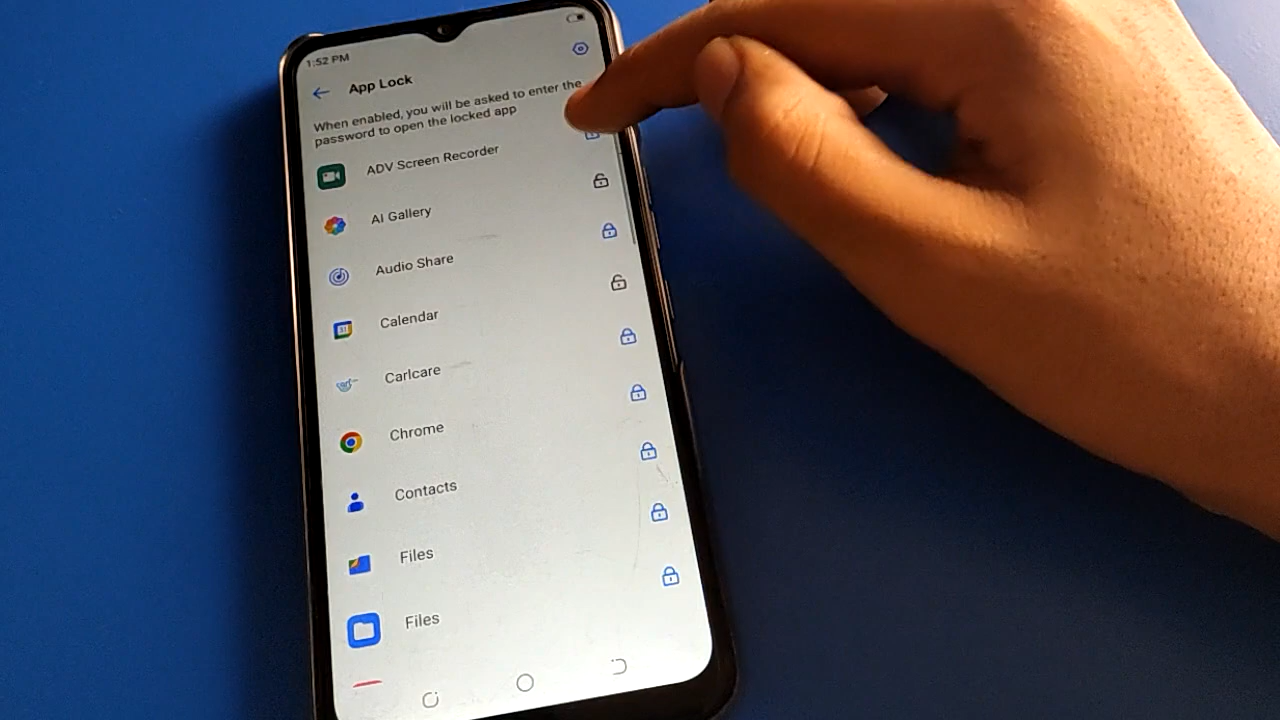 1:52 PM
App Lock
When enabled, you will be asked to enter the
password to open the locked app
ADV Screen Recorder
AI Gallery
Audio Share
Calendar
31
Carlcare
Chrome
Contacts
Files
Files